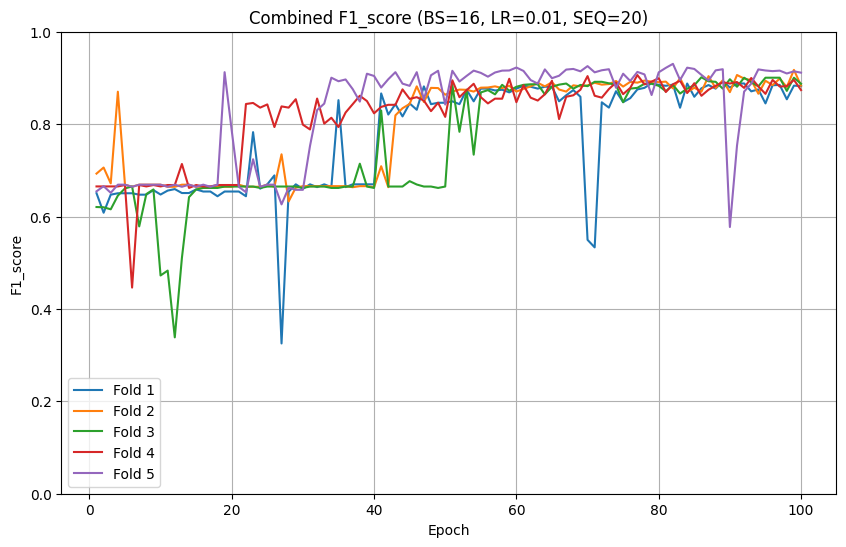 Combined F1_score (BS=16, LR=0.01, SEQ=20)
1.0
0.8
0.6
0.4
0.2
0.0
F1_score
Fold 1
Fold 2
Fold 3
Fold 4
Fold 5
0 20 40 60 80 100
Epoch